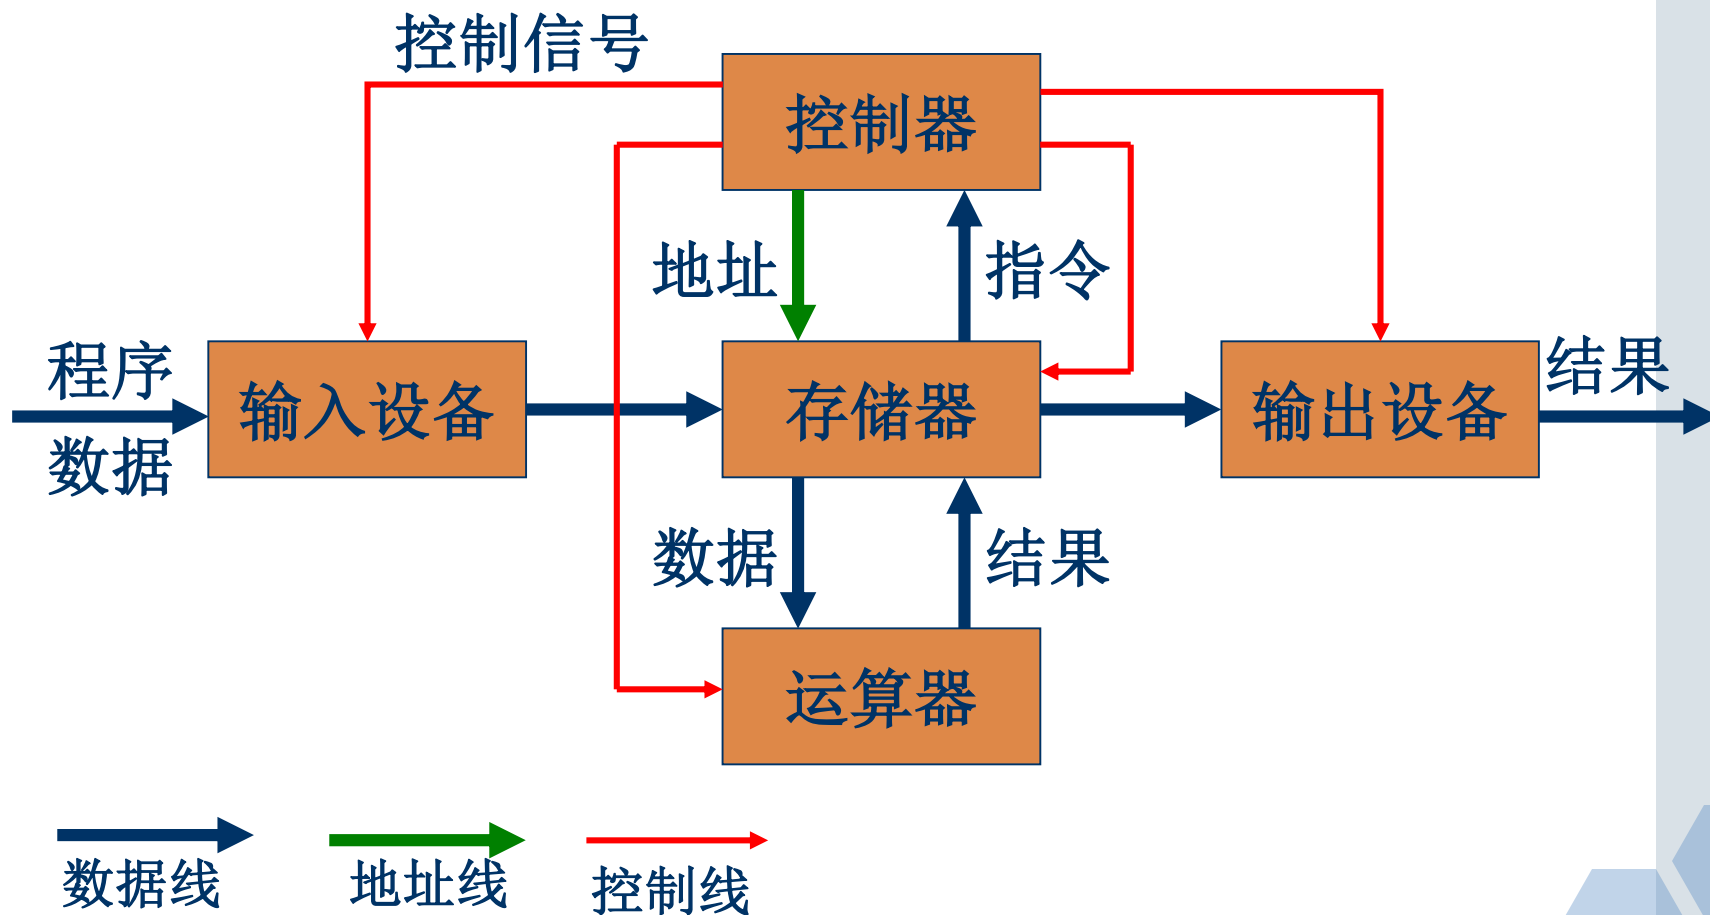 控制信号
控制器
地址
指令
程序
数据
输入设备
存储器
输出设备
结果
数据
结果
运算器
数据线
地址线
控制线